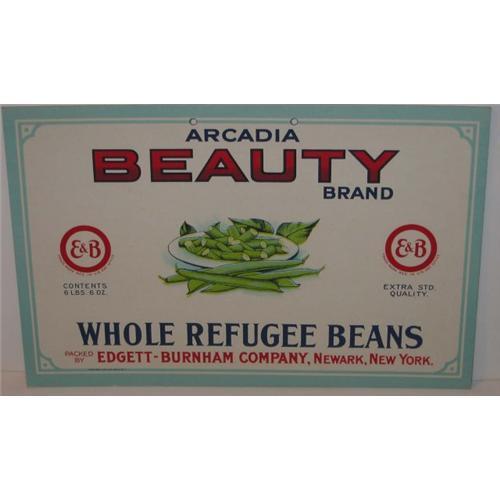 ARCADIA
BEAUTY
BRAND
E&B
CONTENTS
6 LBS. 6 OZ.
E&B
EXTRA STD.
QUALITY.
WHOLE REFUGEE BEANS
PACKED BY EDGETT-BURNHAM COMPANY, NEWARK, NEW YORK.